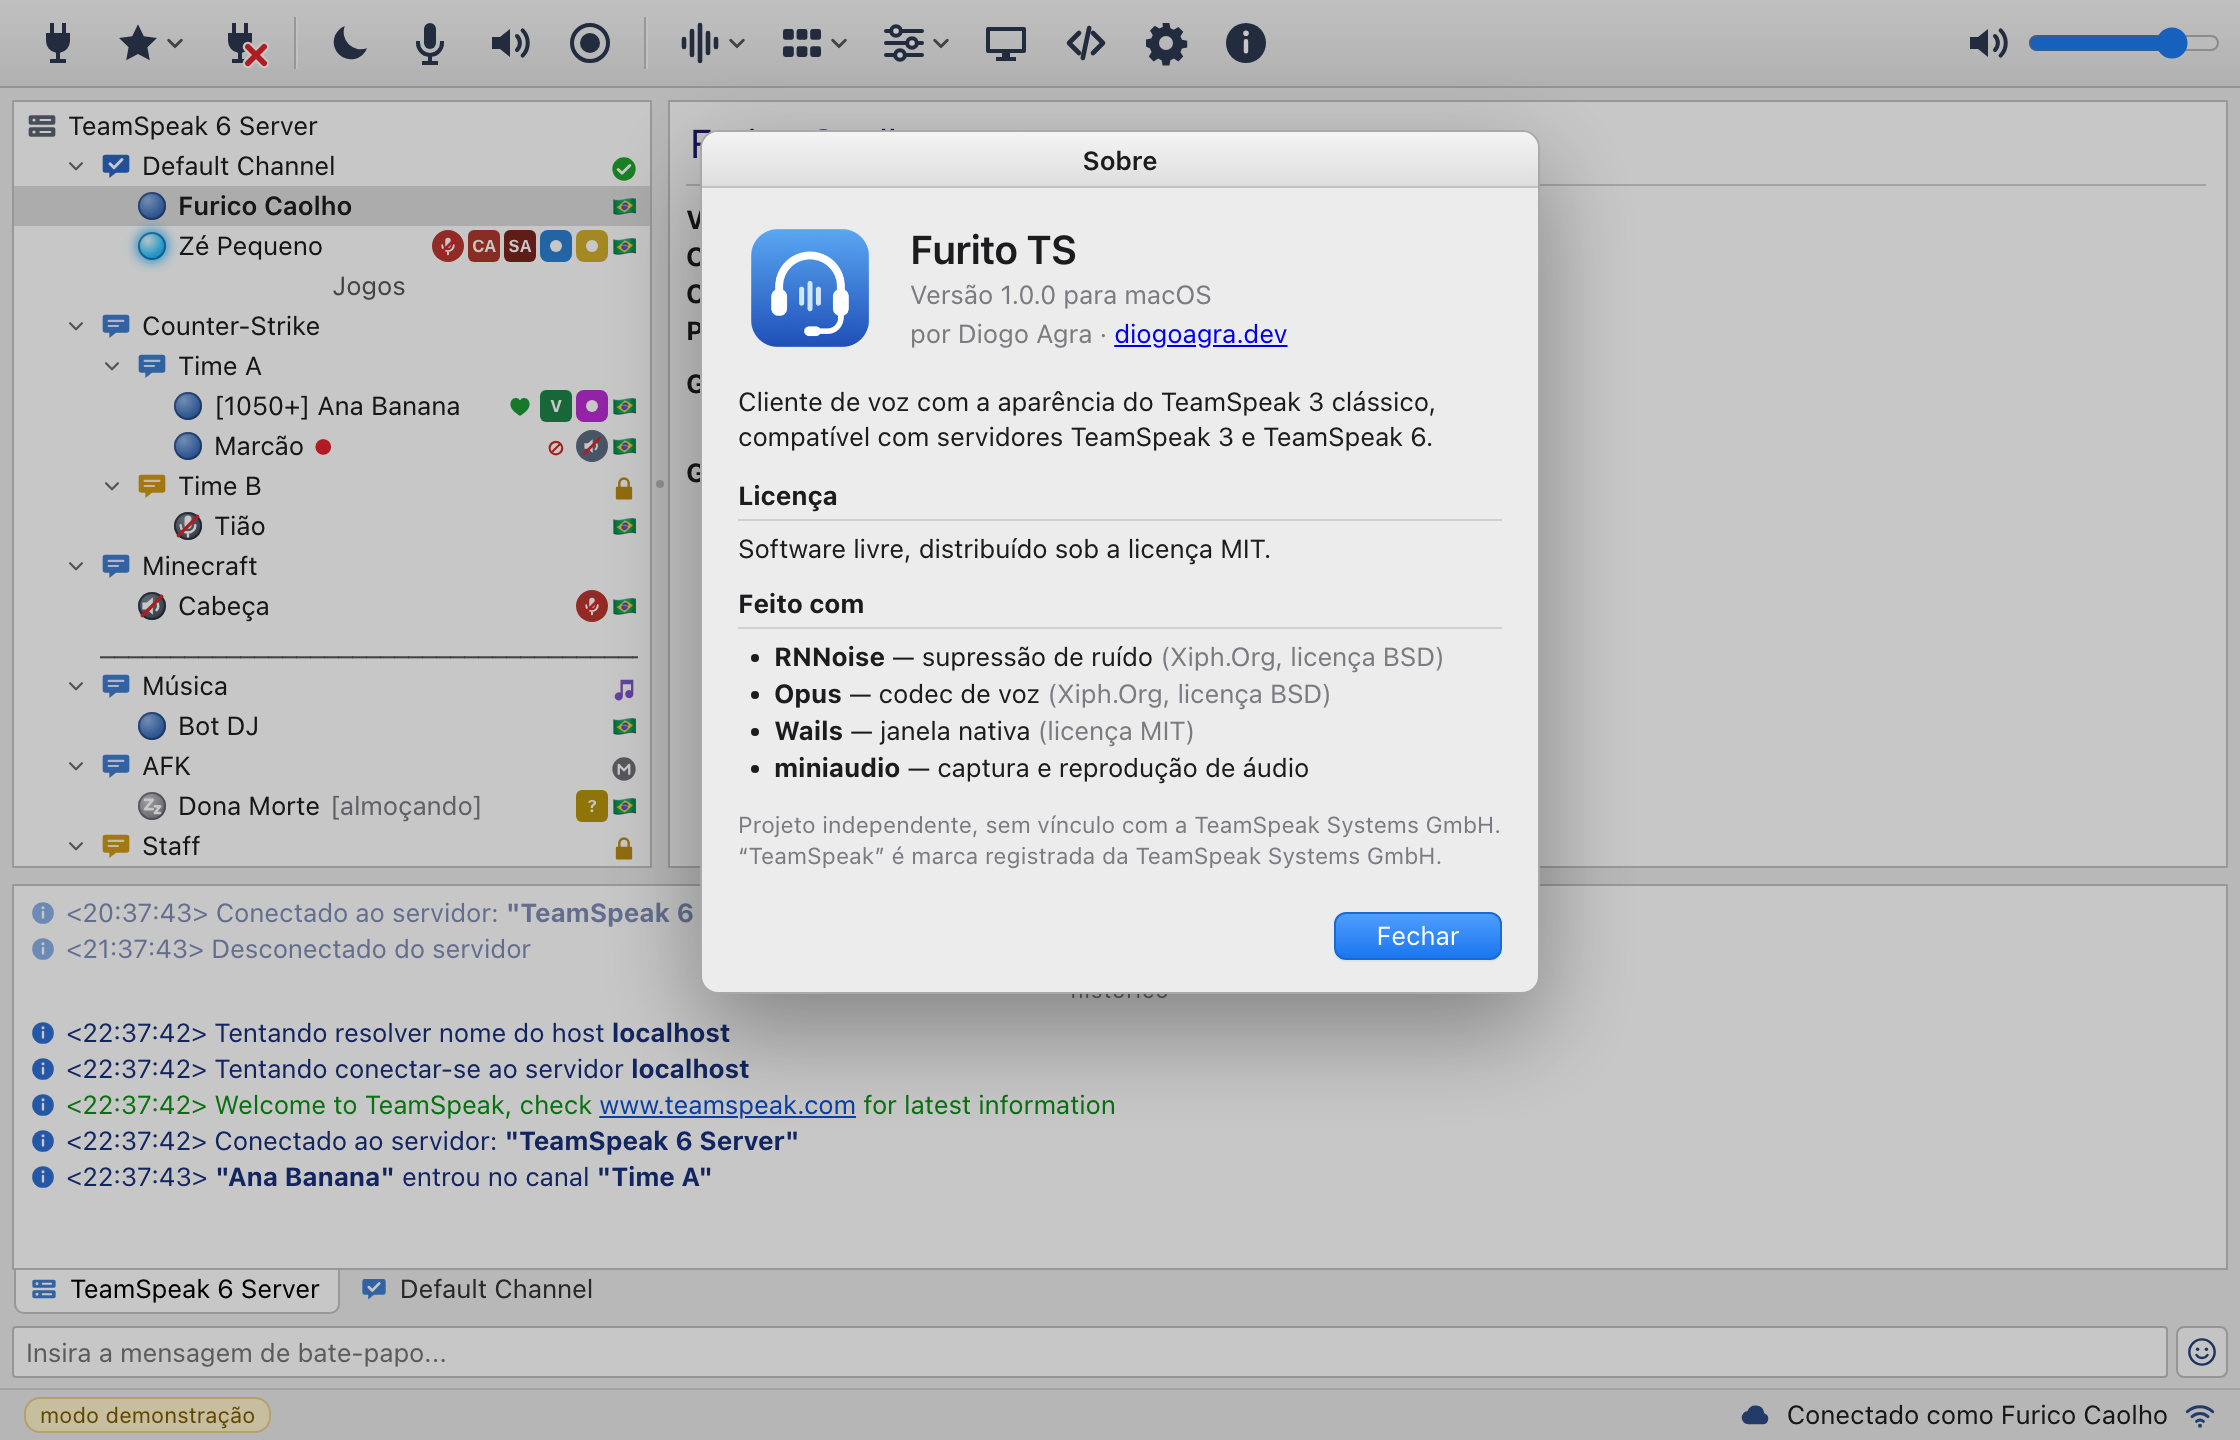 TeamSpeak 6 Server
Default Channel
Furico Caolho
Zé Pequeno CA SA
Jogos
Counter-Strike
Time A
[1050+] Ana Banana V
Marcão
Time B
Tião
Minecraft
Cabeça
Música
Bot DJ
AFK M
Dona Morte [almoçando] ?
Staff
Sobre
Furito TS
Versão 1.0.0 para macOS
por Diogo Agra · diogoagra.dev
Cliente de voz com a aparência do TeamSpeak 3 clássico,
compatível com servidores TeamSpeak 3 e TeamSpeak 6.
Licença
Software livre, distribuído sob a licença MIT.
Feito com
• RNNoise — supressão de ruído (Xiph.Org, licença BSD)
• Opus — codec de voz (Xiph.Org, licença BSD)
• Wails — janela nativa (licença MIT)
• miniaudio — captura e reprodução de áudio
Projeto independente, sem vínculo com a TeamSpeak Systems GmbH.
“TeamSpeak” é marca registrada da TeamSpeak Systems GmbH.
Fechar
<20:37:43> Conectado ao servidor: "TeamSpeak 6
<21:37:43> Desconectado do servidor
<22:37:42> Tentando resolver nome do host localhost
<22:37:42> Tentando conectar-se ao servidor localhost
<22:37:42> Welcome to TeamSpeak, check www.teamspeak.com for latest information
<22:37:42> Conectado ao servidor: "TeamSpeak 6 Server"
<22:37:43> "Ana Banana" entrou no canal "Time A"
TeamSpeak 6 Server
Default Channel
Insira a mensagem de bate-papo...
modo demonstração
Conectado como Furico Caolho